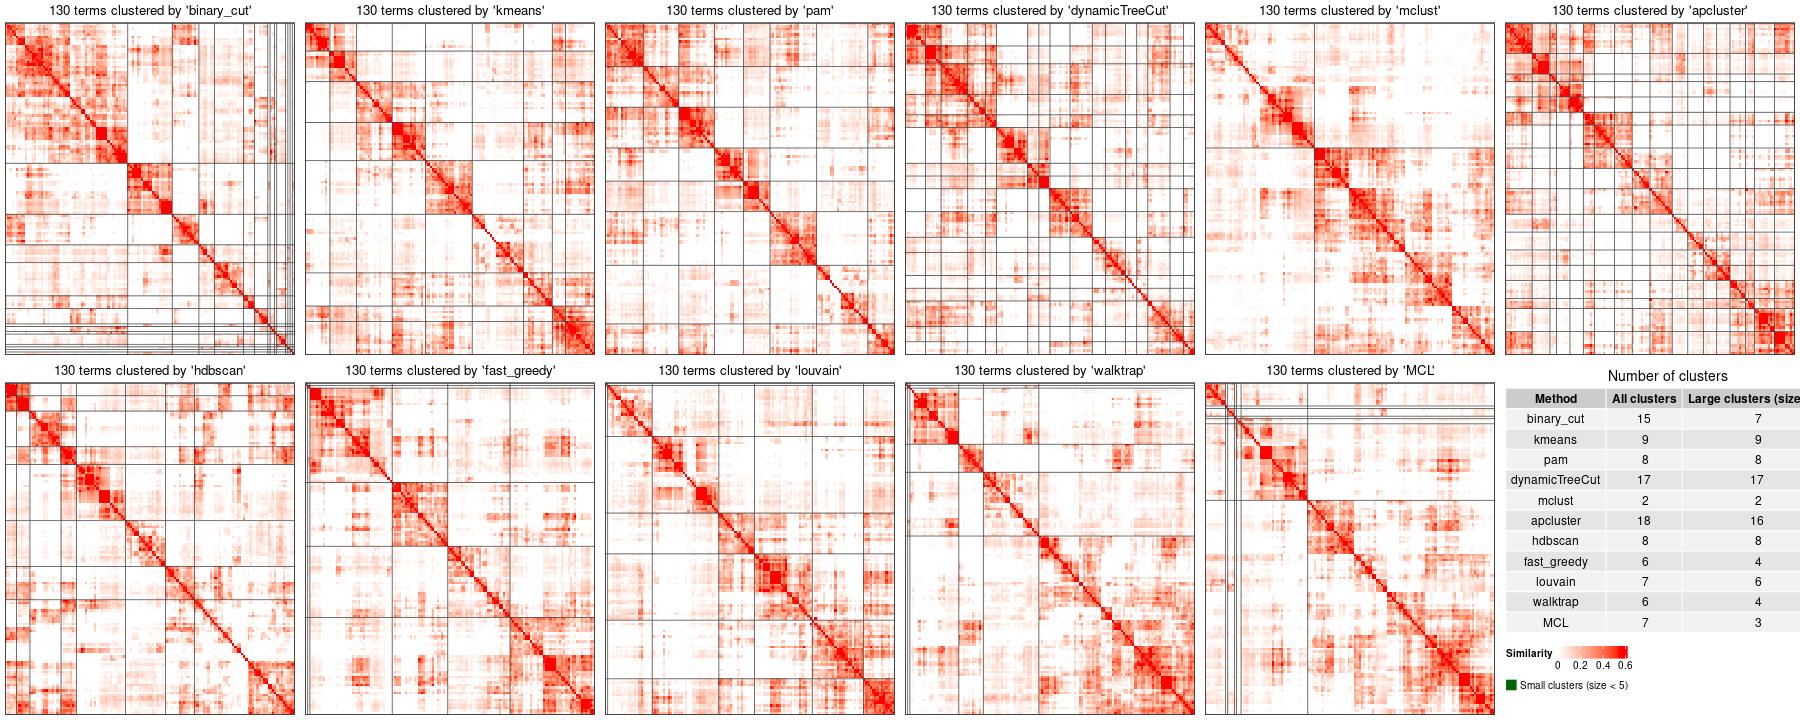 130 terms clustered by 'binary_cut'
130 terms clustered by 'kmeans'
130 terms clustered by 'pam'
130 terms clustered by 'dynamicTreeCut'
130 terms clustered by 'mclust'
130 terms clustered by 'apcluster'
130 terms clustered by 'hdbscan'
130 terms clustered by 'fast_greedy'
130 terms clustered by 'louvain'
130 terms clustered by 'walktrap'
130 terms clustered by 'MCL'
Number of clusters
Method All clusters Large clusters (size
binary_cut 15 7
kmeans 9 9
pam 8 8
dynamicTreeCut 17 17
mclust 2 2
apcluster 18 16
hdbscan 8 8
fast_greedy 6 4
louvain 7 6
walktrap 6 4
MCL 7 3
Similarity
0 0.2 0.4 0.6
Small clusters (size < 5)